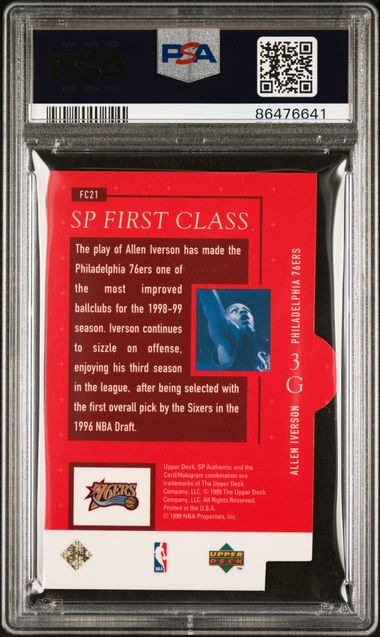 PSA
PSA
86476641
FC21
SP FIRST CLASS
The play of Allen Iverson has made the
Philadelphia 76ers one of
the most improved
ballclubs for the 1998-99
season. Iverson continues
to sizzle on offense,
enjoying his third season
in the league, after being selected with
the first overall pick by the Sixers in the
1996 NBA Draft.
ALLEN IVERSON 3 G PHILADELPHIA 76ERS
76ERS
Upper Deck, SP Authentic and the
Card/Hologram combination are
trademarks of The Upper Deck
Company, LLC. © 1999 The Upper Deck
Company, LLC. All Rights Reserved.
Printed in the U.S.A.
© 1999 NBA Properties, Inc.
NBA
UPPER
DECK